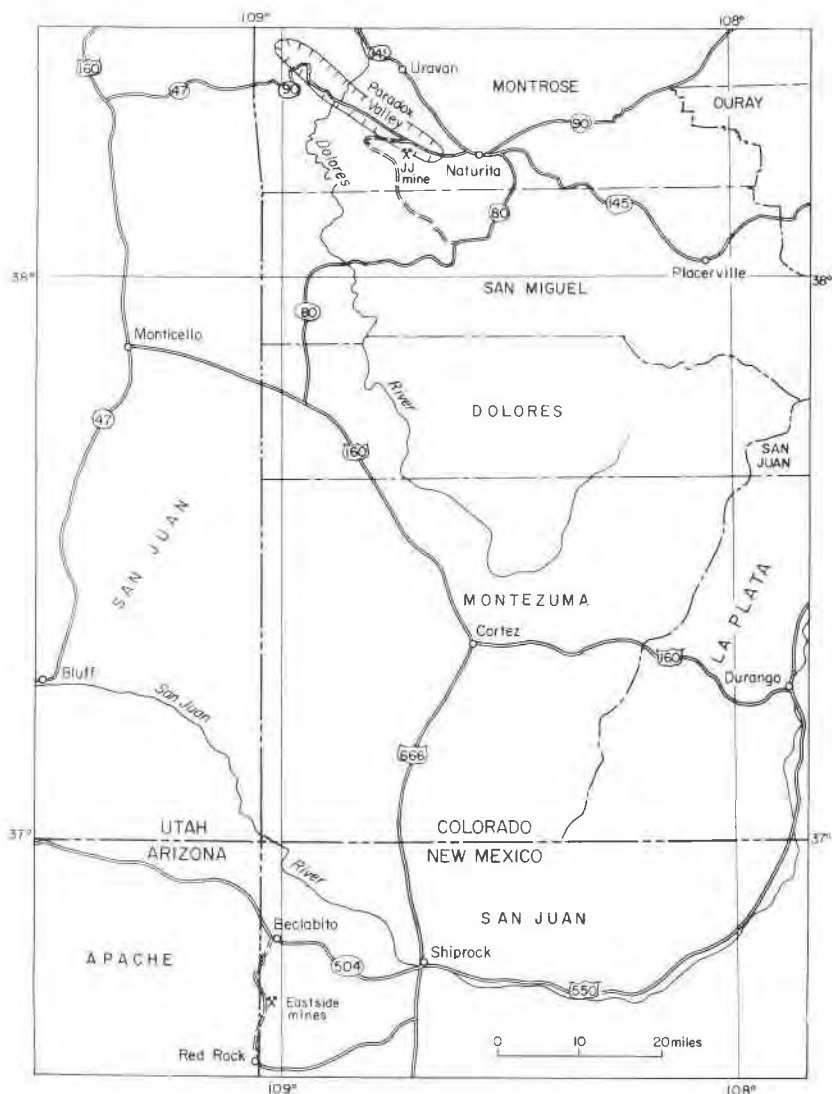 109°
108°
160
141
Uravan
47
90
Paradox
Valley
MONTROSE
OURAY
90
Dolores
JJ
mine
Naturita
80
145
38°
Placerville
38°
SAN MIGUEL
80
Monticello
River
DOLORES
47
160
SAN
JUAN
SAN JUAN
MONTEZUMA
LA PLATA
Cortez
160
Durango
Bluff
San Juan
666
37°
UTAH
COLORADO
37°
ARIZONA
NEW MEXICO
River
SAN JUAN
Beclabito
APACHE
504
Shiprock
550
Eastside
mines
0 10 20 miles
Red Rock
109°
108°